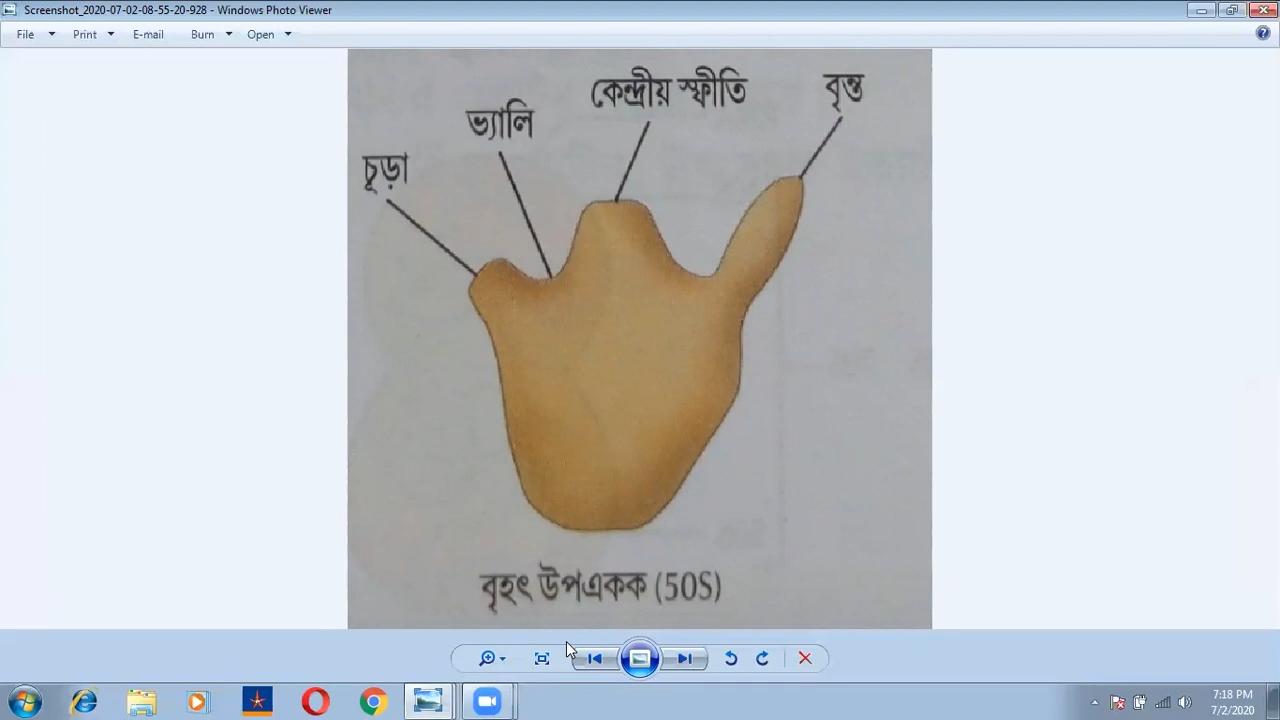 Screenshot_2020-07-02-08-55-20-928 - Windows Photo Viewer
File Print E-mail Burn Open
কেন্দ্রীয় স্ফীতি
বৃন্ত
ভ্যালি
চূড়া
বৃহৎ উপএকক (50S)
7:18 PM
7/2/2020